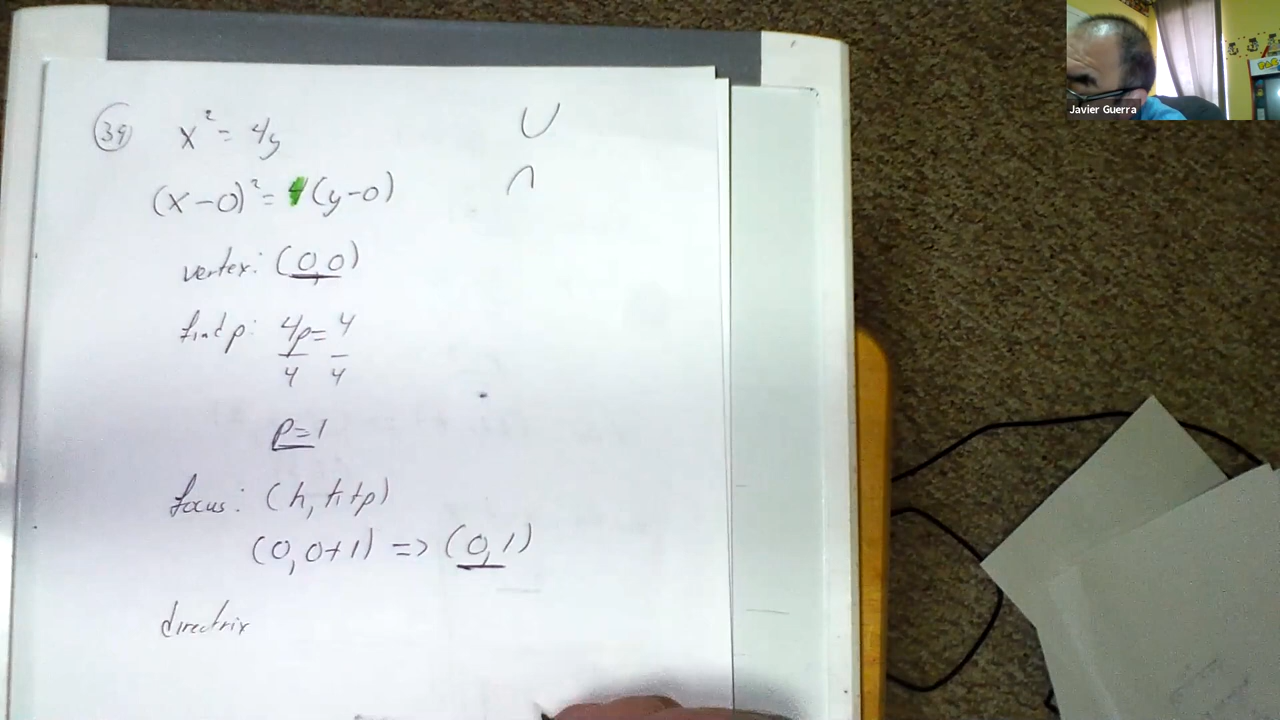 39 x² = 4y
(x-0)² = 4(y-0)
vertex: (0,0)
find p: 4p = 4
4 4
p=1
focus: (h, k+p)
(0, 0+1) => (0,1)
directrix
Javier Guerra